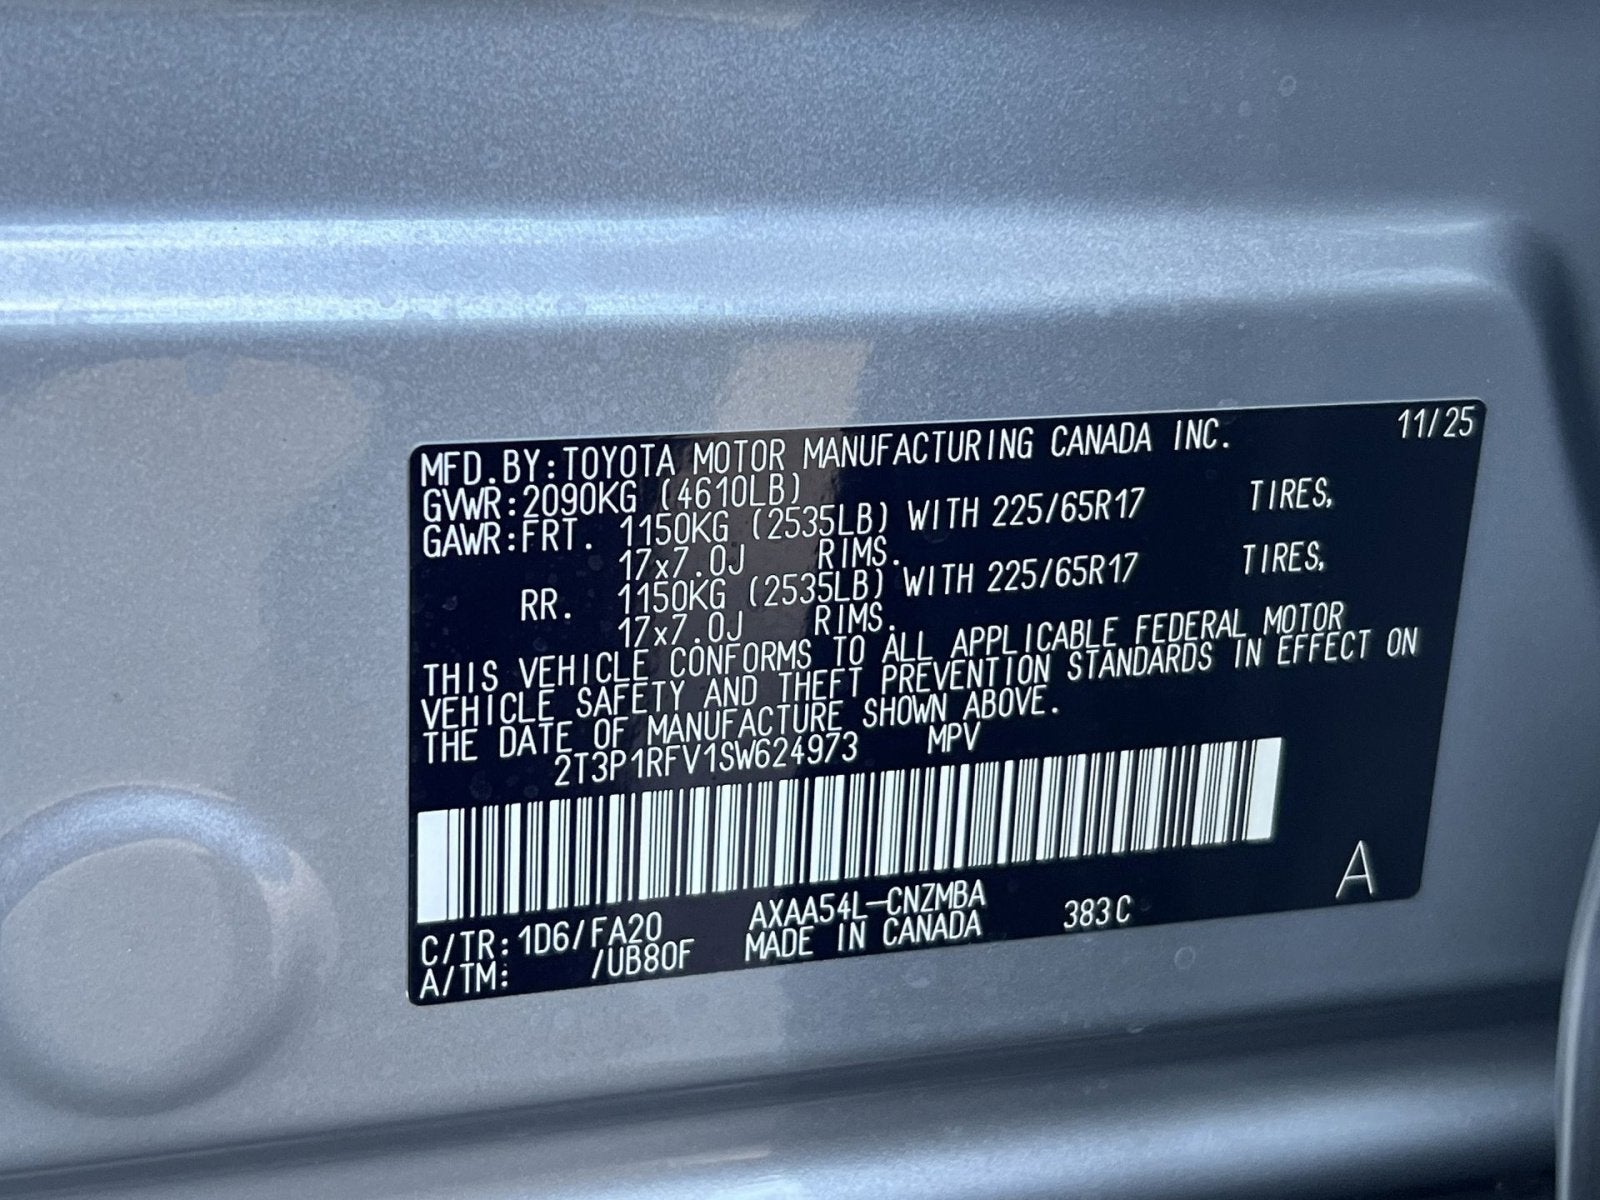 11/25
MFD.BY:TOYOTA MOTOR MANUFACTURING CANADA INC.
GVWR:2090KG (4610LB)
GAWR:FRT. 1150KG (2535LB) WITH 225/65R17 TIRES,
17x7.0J RIMS.
RR. 1150KG (2535LB) WITH 225/65R17 TIRES,
17x7.0J RIMS.
THIS VEHICLE CONFORMS TO ALL APPLICABLE FEDERAL MOTOR
VEHICLE SAFETY AND THEFT PREVENTION STANDARDS IN EFFECT ON
THE DATE OF MANUFACTURE SHOWN ABOVE.
2T3P1RFV1SW624973 MPV
A
C/TR:1D6/FA20 AXAA54L-CNZMBA 383C
A/TM: /UB80F MADE IN CANADA